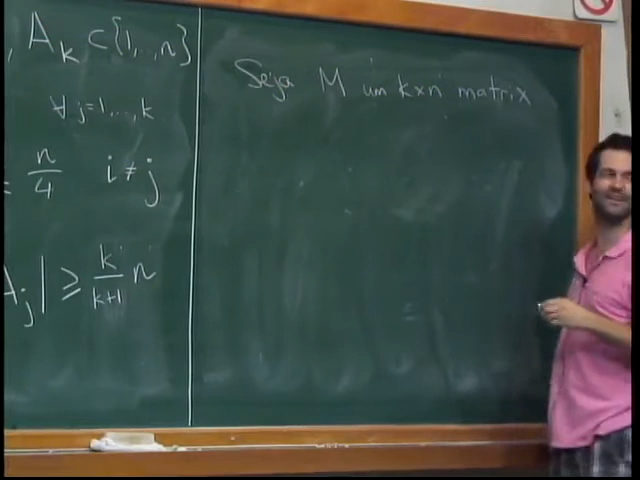 , A_k ⊂ {1,...,n}
∀ j=1,...,k
= n/4 i ≠ j
A_j| ≥ k/(k+1) n
Seja M um k×n matrix